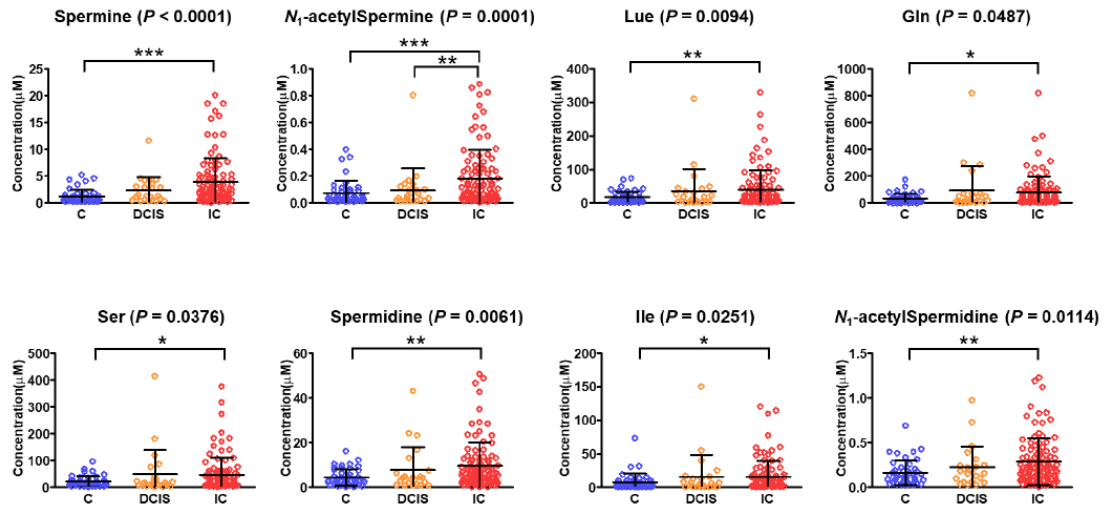 Spermine (P < 0.0001)
***
Concentration(µM)
25
20
15
10
5
0
C DCIS IC
N1-acetylSpermine (P = 0.0001)
***
**
Concentration(µM)
1.0
0.8
0.6
0.4
0.2
0.0
C DCIS IC
Lue (P = 0.0094)
**
Concentration(µM)
400
300
200
100
0
C DCIS IC
Gln (P = 0.0487)
*
Concentration(µM)
1000
800
600
400
200
0
C DCIS IC
Ser (P = 0.0376)
*
Concentration(µM)
500
400
300
200
100
0
C DCIS IC
Spermidine (P = 0.0061)
**
Concentration(µM)
60
40
20
0
C DCIS IC
Ile (P = 0.0251)
*
Concentration(µM)
200
150
100
50
0
C DCIS IC
N1-acetylSpermidine (P = 0.0114)
**
Concentration(µM)
1.5
1.0
0.5
0.0
C DCIS IC